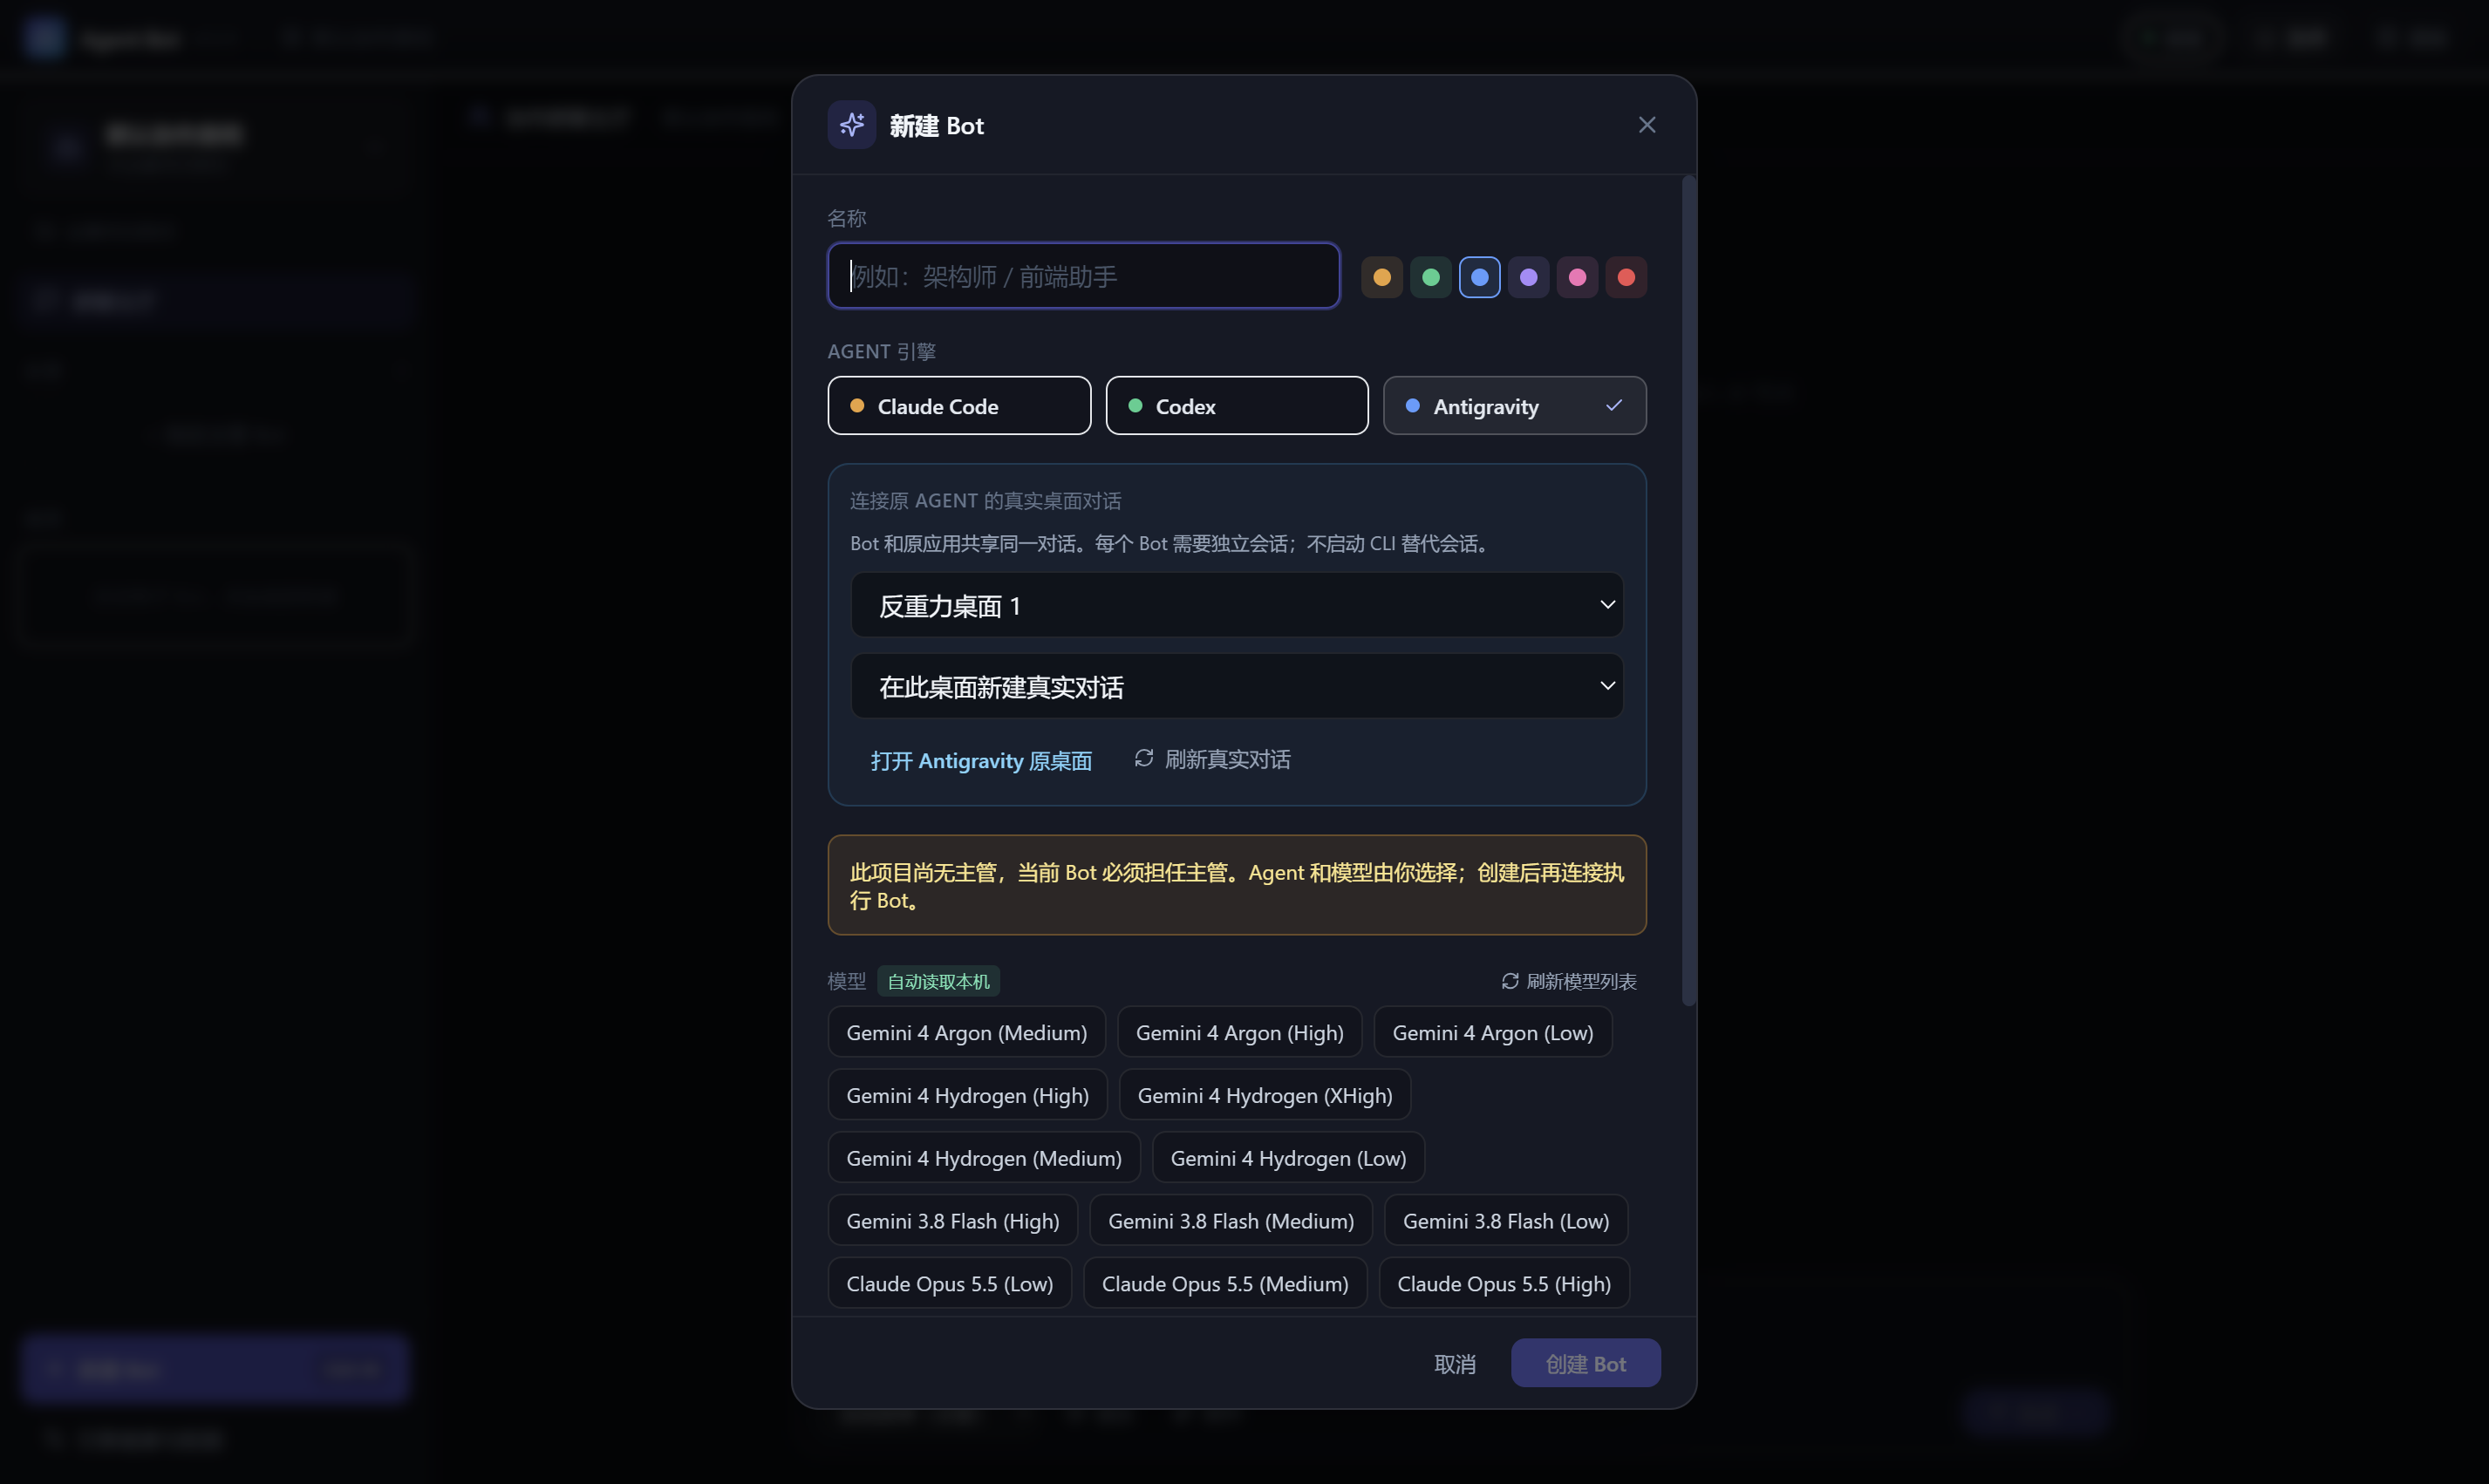 新建 Bot
名称
例如：架构师 / 前端助手
AGENT 引擎
Claude Code
Codex
Antigravity
连接原 AGENT 的真实桌面对话
Bot 和原应用共享同一对话。每个 Bot 需要独立会话；不启动 CLI 替代会话。
反重力桌面 1
在此桌面新建真实对话
打开 Antigravity 原桌面
刷新真实对话
此项目尚无主管，当前 Bot 必须担任主管。Agent 和模型由你选择；创建后再连接执
行 Bot。
模型
自动读取本机
刷新模型列表
Gemini 4 Argon (Medium)
Gemini 4 Argon (High)
Gemini 4 Argon (Low)
Gemini 4 Hydrogen (High)
Gemini 4 Hydrogen (XHigh)
Gemini 4 Hydrogen (Medium)
Gemini 4 Hydrogen (Low)
Gemini 3.8 Flash (High)
Gemini 3.8 Flash (Medium)
Gemini 3.8 Flash (Low)
Claude Opus 5.5 (Low)
Claude Opus 5.5 (Medium)
Claude Opus 5.5 (High)
取消
创建 Bot